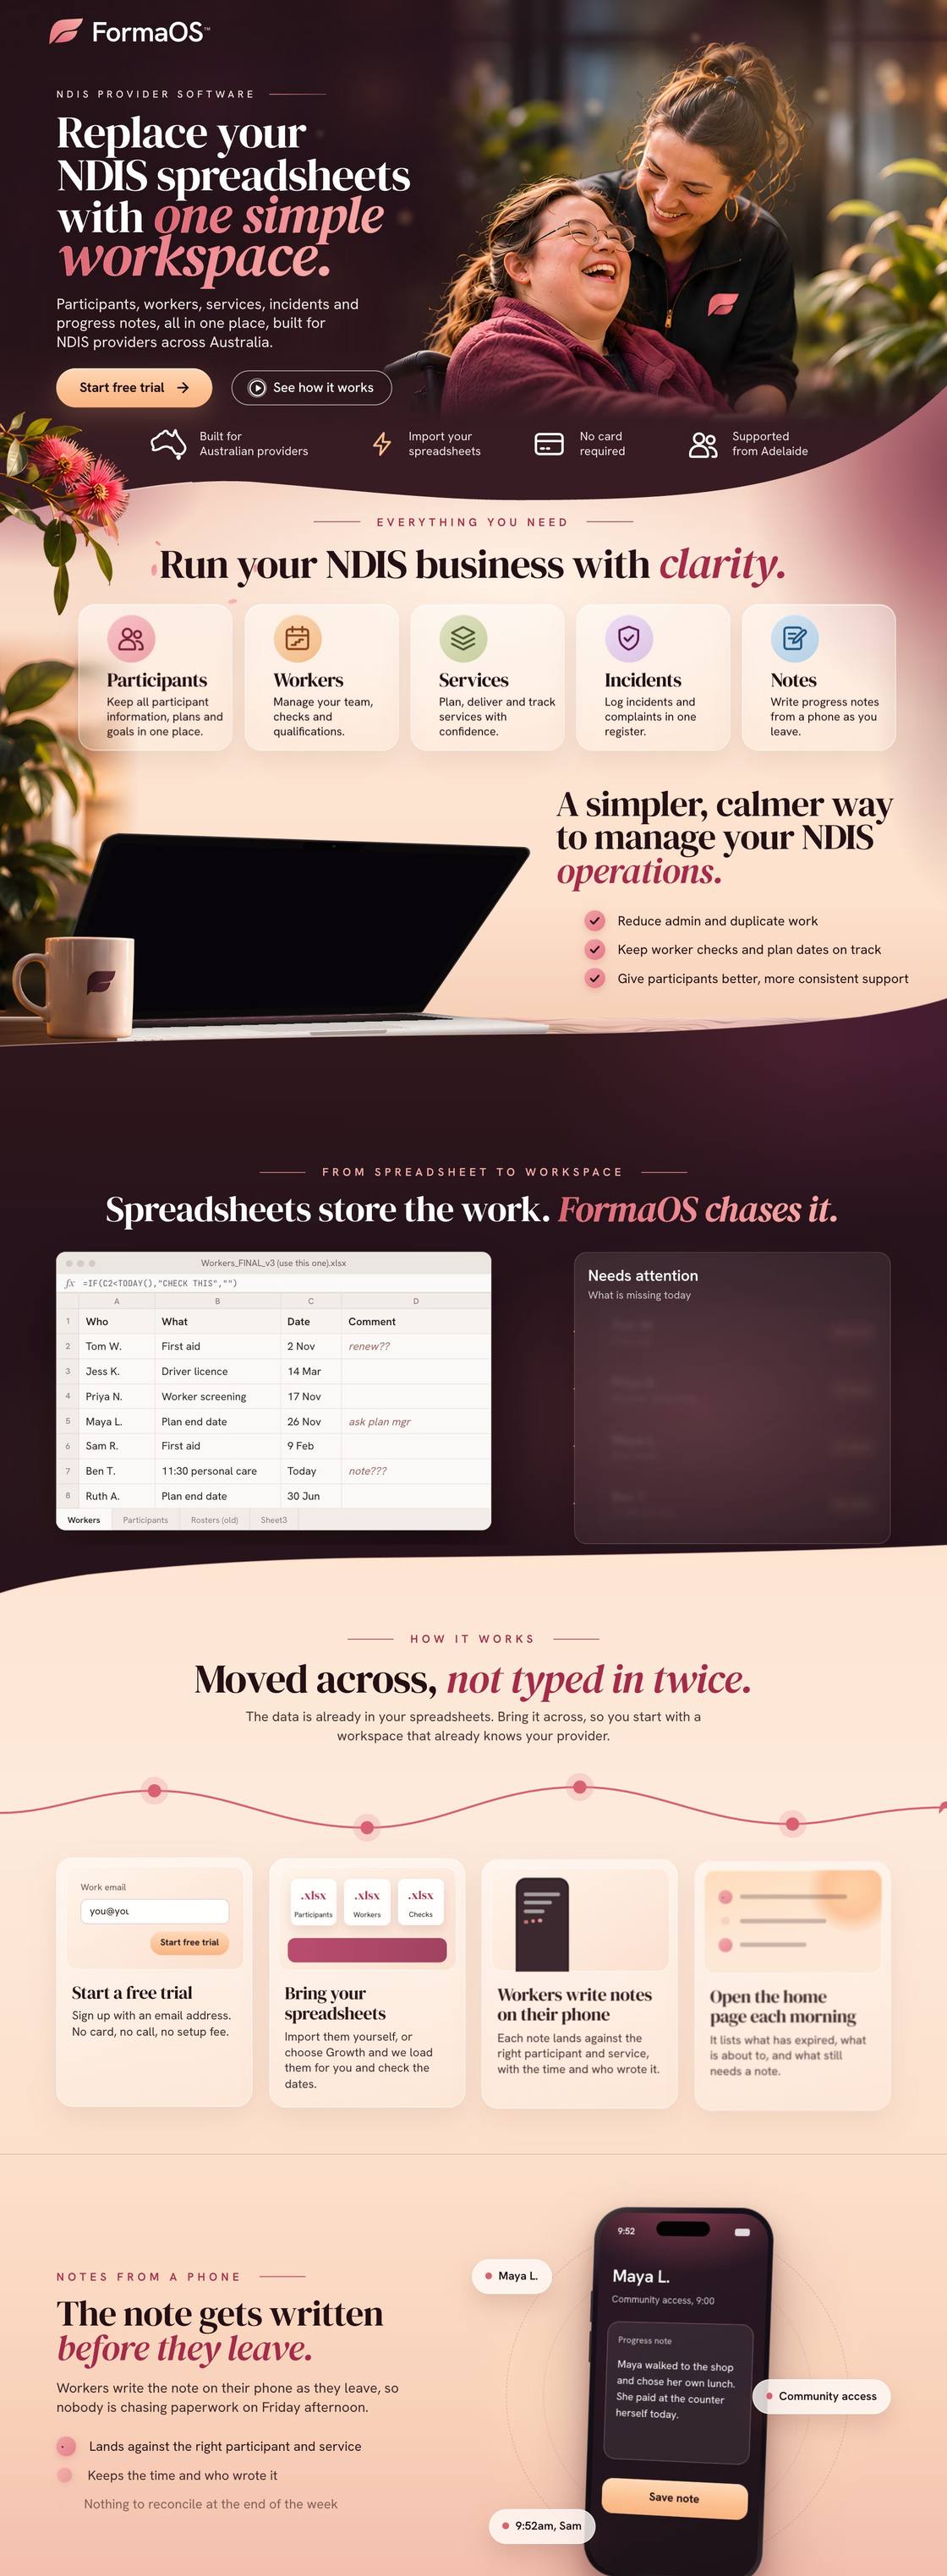 FormaOS™
NDIS PROVIDER SOFTWARE
Replace your
NDIS spreadsheets
with one simple
workspace.
Participants, workers, services, incidents and
progress notes, all in one place, built for
NDIS providers across Australia.
Start free trial →
See how it works
Built for
Australian providers
Import your
spreadsheets
No card
required
Supported
from Adelaide
EVERYTHING YOU NEED
Run your NDIS business with clarity.
Participants
Keep all participant
information, plans and
goals in one place.
Workers
Manage your team,
checks and
qualifications.
Services
Plan, deliver and track
services with
confidence.
Incidents
Log incidents and
complaints in one
register.
Notes
Write progress notes
from a phone as you
leave.
A simpler, calmer way
to manage your NDIS
operations.
Reduce admin and duplicate work
Keep worker checks and plan dates on track
Give participants better, more consistent support
FROM SPREADSHEET TO WORKSPACE
Spreadsheets store the work. FormaOS chases it.
Workers_FINAL_v3 (use this one).xlsx
fx =IF(C2<TODAY(),"CHECK THIS","")
A B C D
1 Who What Date Comment
2 Tom W. First aid 2 Nov renew??
3 Jess K. Driver licence 14 Mar
4 Priya N. Worker screening 17 Nov
5 Maya L. Plan end date 26 Nov ask plan mgr
6 Sam R. First aid 9 Feb
7 Ben T. 11:30 personal care Today note???
8 Ruth A. Plan end date 30 Jun
Workers Participants Rosters (old) Sheet3
Needs attention
What is missing today
HOW IT WORKS
Moved across, not typed in twice.
The data is already in your spreadsheets. Bring it across, so you start with a
workspace that already knows your provider.
Work email
you@you
Start free trial
Start a free trial
Sign up with an email address.
No card, no call, no setup fee.
.xlsx .xlsx .xlsx
Participants Workers Checks
Bring your
spreadsheets
Import them yourself, or
choose Growth and we load
them for you and check the
dates.
Workers write notes
on their phone
Each note lands against the
right participant and service,
with the time and who wrote it.
Open the home
page each morning
It lists what has expired, what
is about to, and what still
needs a note.
NOTES FROM A PHONE
The note gets written
before they leave.
Workers write the note on their phone as they leave, so
nobody is chasing paperwork on Friday afternoon.
Lands against the right participant and service
Keeps the time and who wrote it
Nothing to reconcile at the end of the week
9:52
Maya L.
Maya L.
Community access, 9:00
Progress note
Maya walked to the shop
and chose her own lunch.
She paid at the counter
herself today.
Community access
Save note
9:52am, Sam